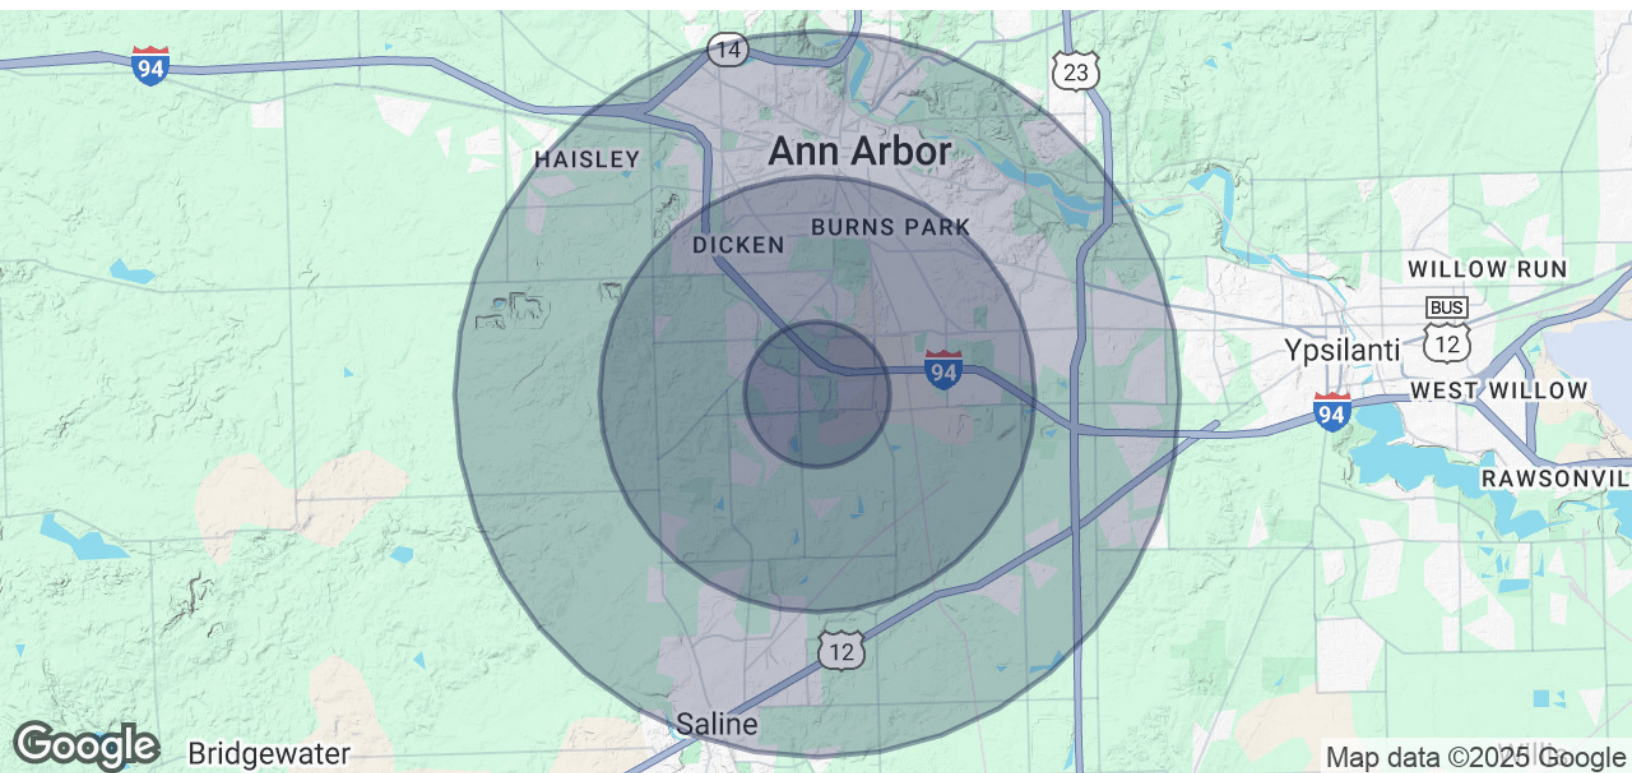 14
94
23
Ann Arbor
HAISLEY
BURNS PARK
DICKEN
WILLOW RUN
BUS
12
Ypsilanti
94
WEST WILLOW
94
RAWSONVIL
12
Saline
Google
Bridgewater
Willis
Map data ©2025 Google